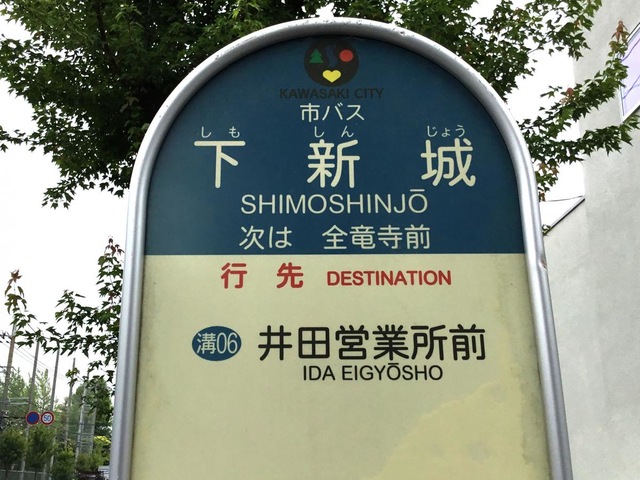 KAWASAKI CITY
市バス
しも しん じょう
下 新 城
SHIMOSHINJŌ
次は 全竜寺前
行 先 DESTINATION
溝06 井田営業所前
IDA EIGYŌSHO
50